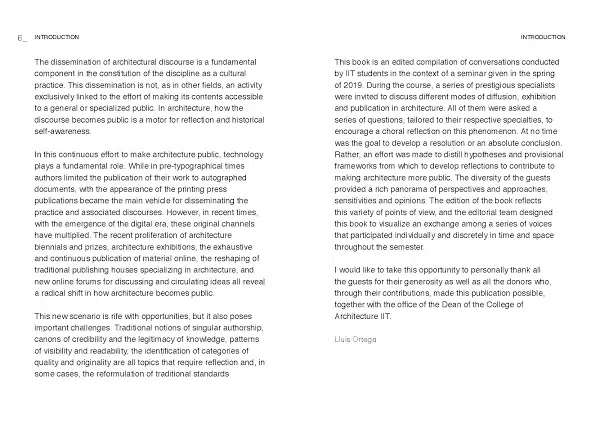 6_ INTRODUCTION
The dissemination of architectural discourse is a fundamental
component in the constitution of the discipline as a cultural
practice. This dissemination is not, as in other fields, an activity
exclusively linked to the effort of making its contents accessible
to a general or specialized public. In architecture, how the
discourse becomes public is a motor for reflection and historical
self-awareness.
In this continuous effort to make architecture public, technology
plays a fundamental role. While in pre-typographical times
authors limited the publication of their work to autographed
documents, with the appearance of the printing press
publications became the main vehicle for disseminating the
practice and associated discourses. However, in recent times,
with the emergence of the digital era, these original channels
have multiplied. The recent proliferation of architecture
biennials and prizes, architecture exhibitions, the exhaustive
and continuous publication of material online, the reshaping of
traditional publishing houses specializing in architecture, and
new online forums for discussing and circulating ideas all reveal
a radical shift in how architecture becomes public.
This new scenario is rife with opportunities, but it also poses
important challenges. Traditional notions of singular authorship,
canons of credibility and the legitimacy of knowledge, patterns
of visibility and readability, the identification of categories of
quality and originality are all topics that require reflection and, in
some cases, the reformulation of traditional standards
INTRODUCTION
This book is an edited compilation of conversations conducted
by IIT students in the context of a seminar given in the spring
of 2019. During the course, a series of prestigious specialists
were invited to discuss different modes of diffusion, exhibition
and publication in architecture. All of them were asked a
series of questions, tailored to their respective specialties, to
encourage a choral reflection on this phenomenon. At no time
was the goal to develop a resolution or an absolute conclusion.
Rather, an effort was made to distill hypotheses and provisional
frameworks from which to develop reflections to contribute to
making architecture more public. The diversity of the guests
provided a rich panorama of perspectives and approaches,
sensitivities and opinions. The edition of the book reflects
this variety of points of view, and the editorial team designed
this book to visualize an exchange among a series of voices
that participated individually and discretely in time and space
throughout the semester.
I would like to take this opportunity to personally thank all
the guests for their generosity as well as all the donors who,
through their contributions, made this publication possible,
together with the office of the Dean of the College of
Architecture IIT.
Lluís Ortega